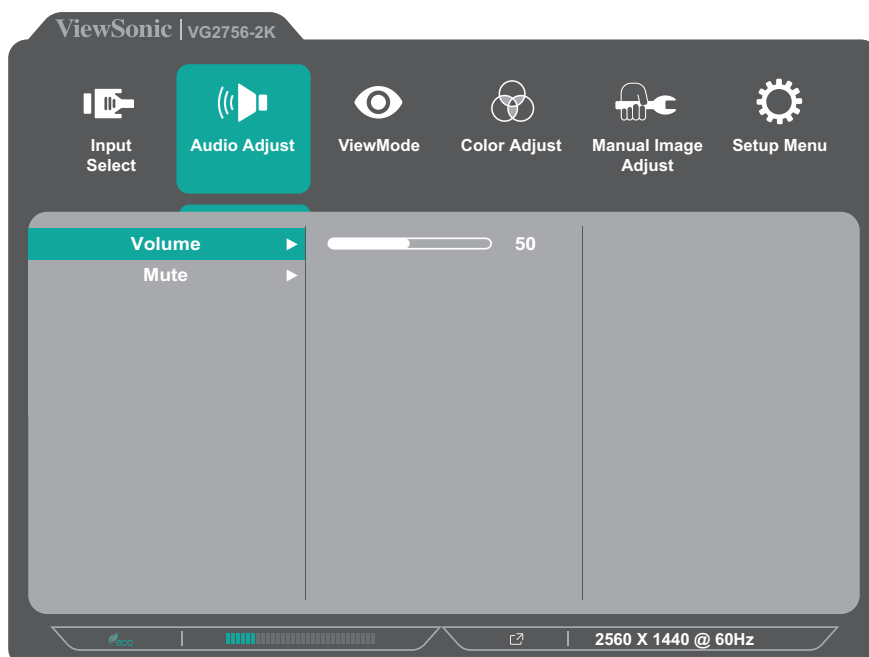 ViewSonic | VG2756-2K
Input Select
Audio Adjust
ViewMode
Color Adjust
Manual Image Adjust
Setup Menu
Volume 50
Mute
eco
2560 X 1440 @ 60Hz